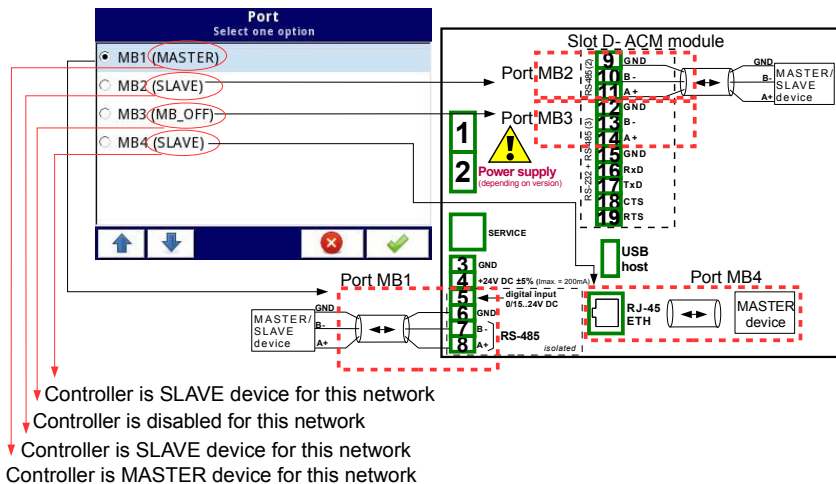 Port
Select one option
MB1 (MASTER)
MB2 (SLAVE)
MB3 (MB_OFF)
MB4 (SLAVE)
Slot D- ACM module
Port MB2
RS-485 (2)
9 GND
10 B-
11 A+
GND
B-
A+
MASTER/
SLAVE
device
Port MB3
RS-232 + RS-485 (3)
12 GND
13 B-
14 A+
15 GND
16 RxD
17 TxD
18 CTS
19 RTS
1
2
Power supply
(depending on version)
SERVICE
USB
host
3 GND
4 +24V DC ±5% (Imax. = 200mA)
5 digital input
0/15..24V DC
6 GND
7 B-
8 A+
RS-485
isolated
Port MB1
MASTER/
SLAVE
device
GND
B-
A+
Port MB4
RJ-45
ETH
MASTER
device
Controller is SLAVE device for this network
Controller is disabled for this network
Controller is SLAVE device for this network
Controller is MASTER device for this network